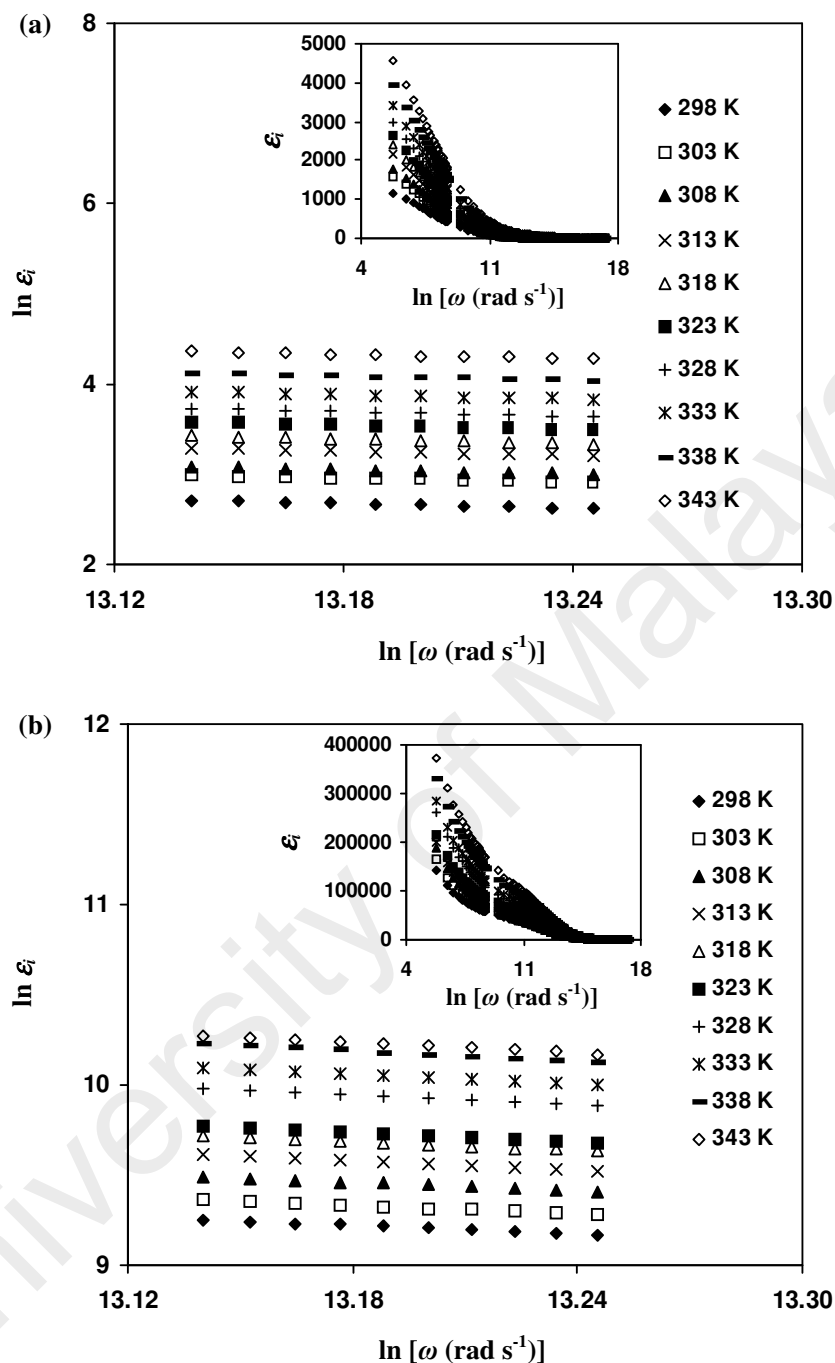 (a)
8
6
4
2
ln εi
13.12 13.18 13.24 13.30
ln [ω (rad s-1)]
5000
4000
3000
2000
1000
0
εi
4 11 18
ln [ω (rad s-1)]
298 K
303 K
308 K
313 K
318 K
323 K
328 K
333 K
338 K
343 K
(b)
12
11
10
9
ln εi
13.12 13.18 13.24 13.30
ln [ω (rad s-1)]
400000
300000
200000
100000
0
εi
4 11 18
ln [ω (rad s-1)]
298 K
303 K
308 K
313 K
318 K
323 K
328 K
333 K
338 K
343 K
University of Malaya